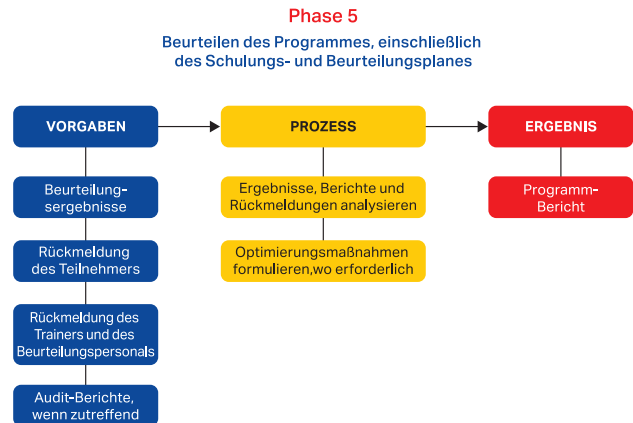 Phase 5
Beurteilen des Programmes, einschließlich
des Schulungs- und Beurteilungsplanes
VORGABEN
PROZESS
ERGEBNIS
Beurteilung-
sergebnisse
Ergebnisse, Berichte und
Rückmeldungen analysieren
Programm-
Bericht
Rückmeldung
des Teilnehmers
Optimierungsmaßnahmen
formulieren,wo erforderlich
Rückmeldung des
Trainers und des
Beurteilungspersonals
Audit-Berichte,
wenn zutreffend